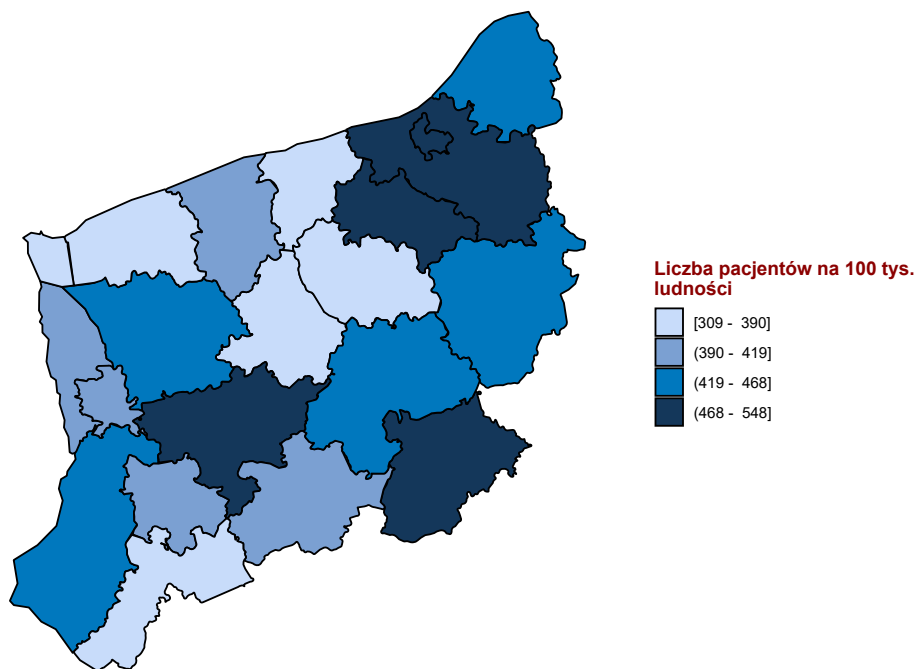 Liczba pacjentów na 100 tys.
ludności
[309 - 390]
(390 - 419]
(419 - 468]
(468 - 548]